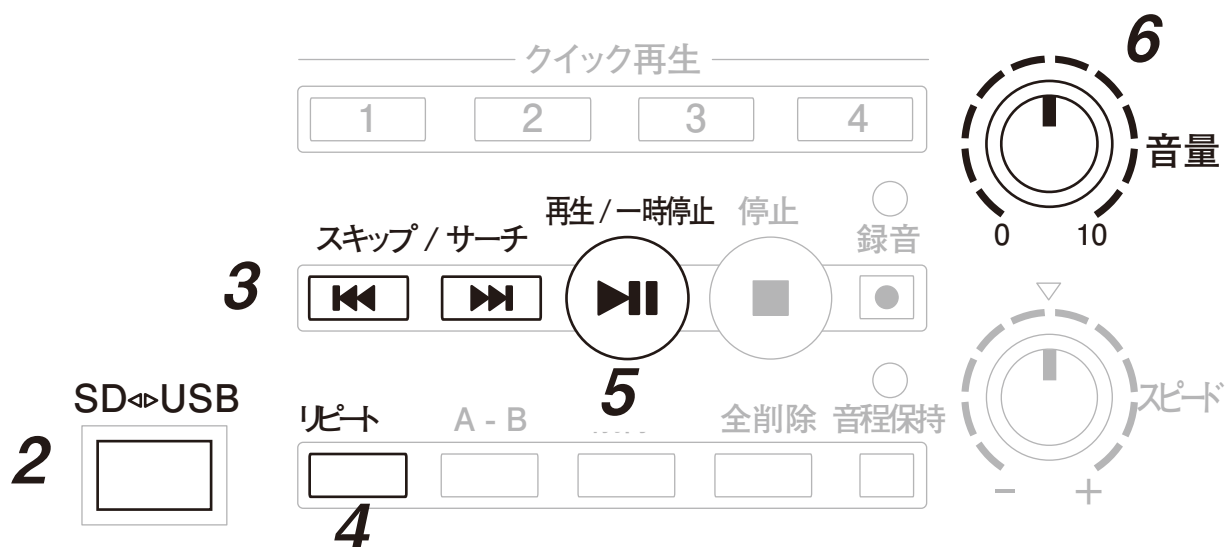 クイック再生
1 2 3 4
6
音量
0 10
スキップ / サーチ
再生 / 一時停止
停止
録音
3
5
SD USB
2
リピート
A - B
全削除
音程保持
4
スピード
− +